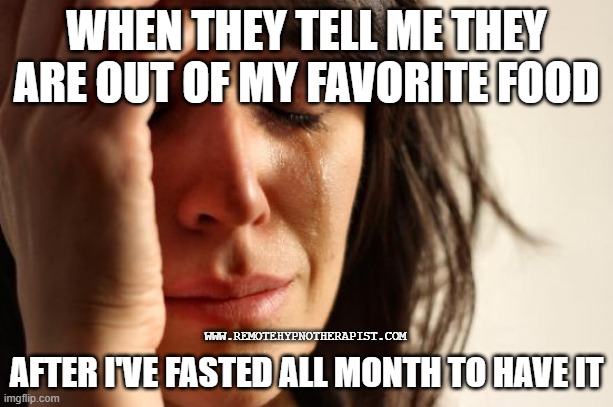 WHEN THEY TELL ME THEY
ARE OUT OF MY FAVORITE FOOD
WWW.REMOTEHYPNOTHERAPIST.COM
AFTER I'VE FASTED ALL MONTH TO HAVE IT
imgflip.com